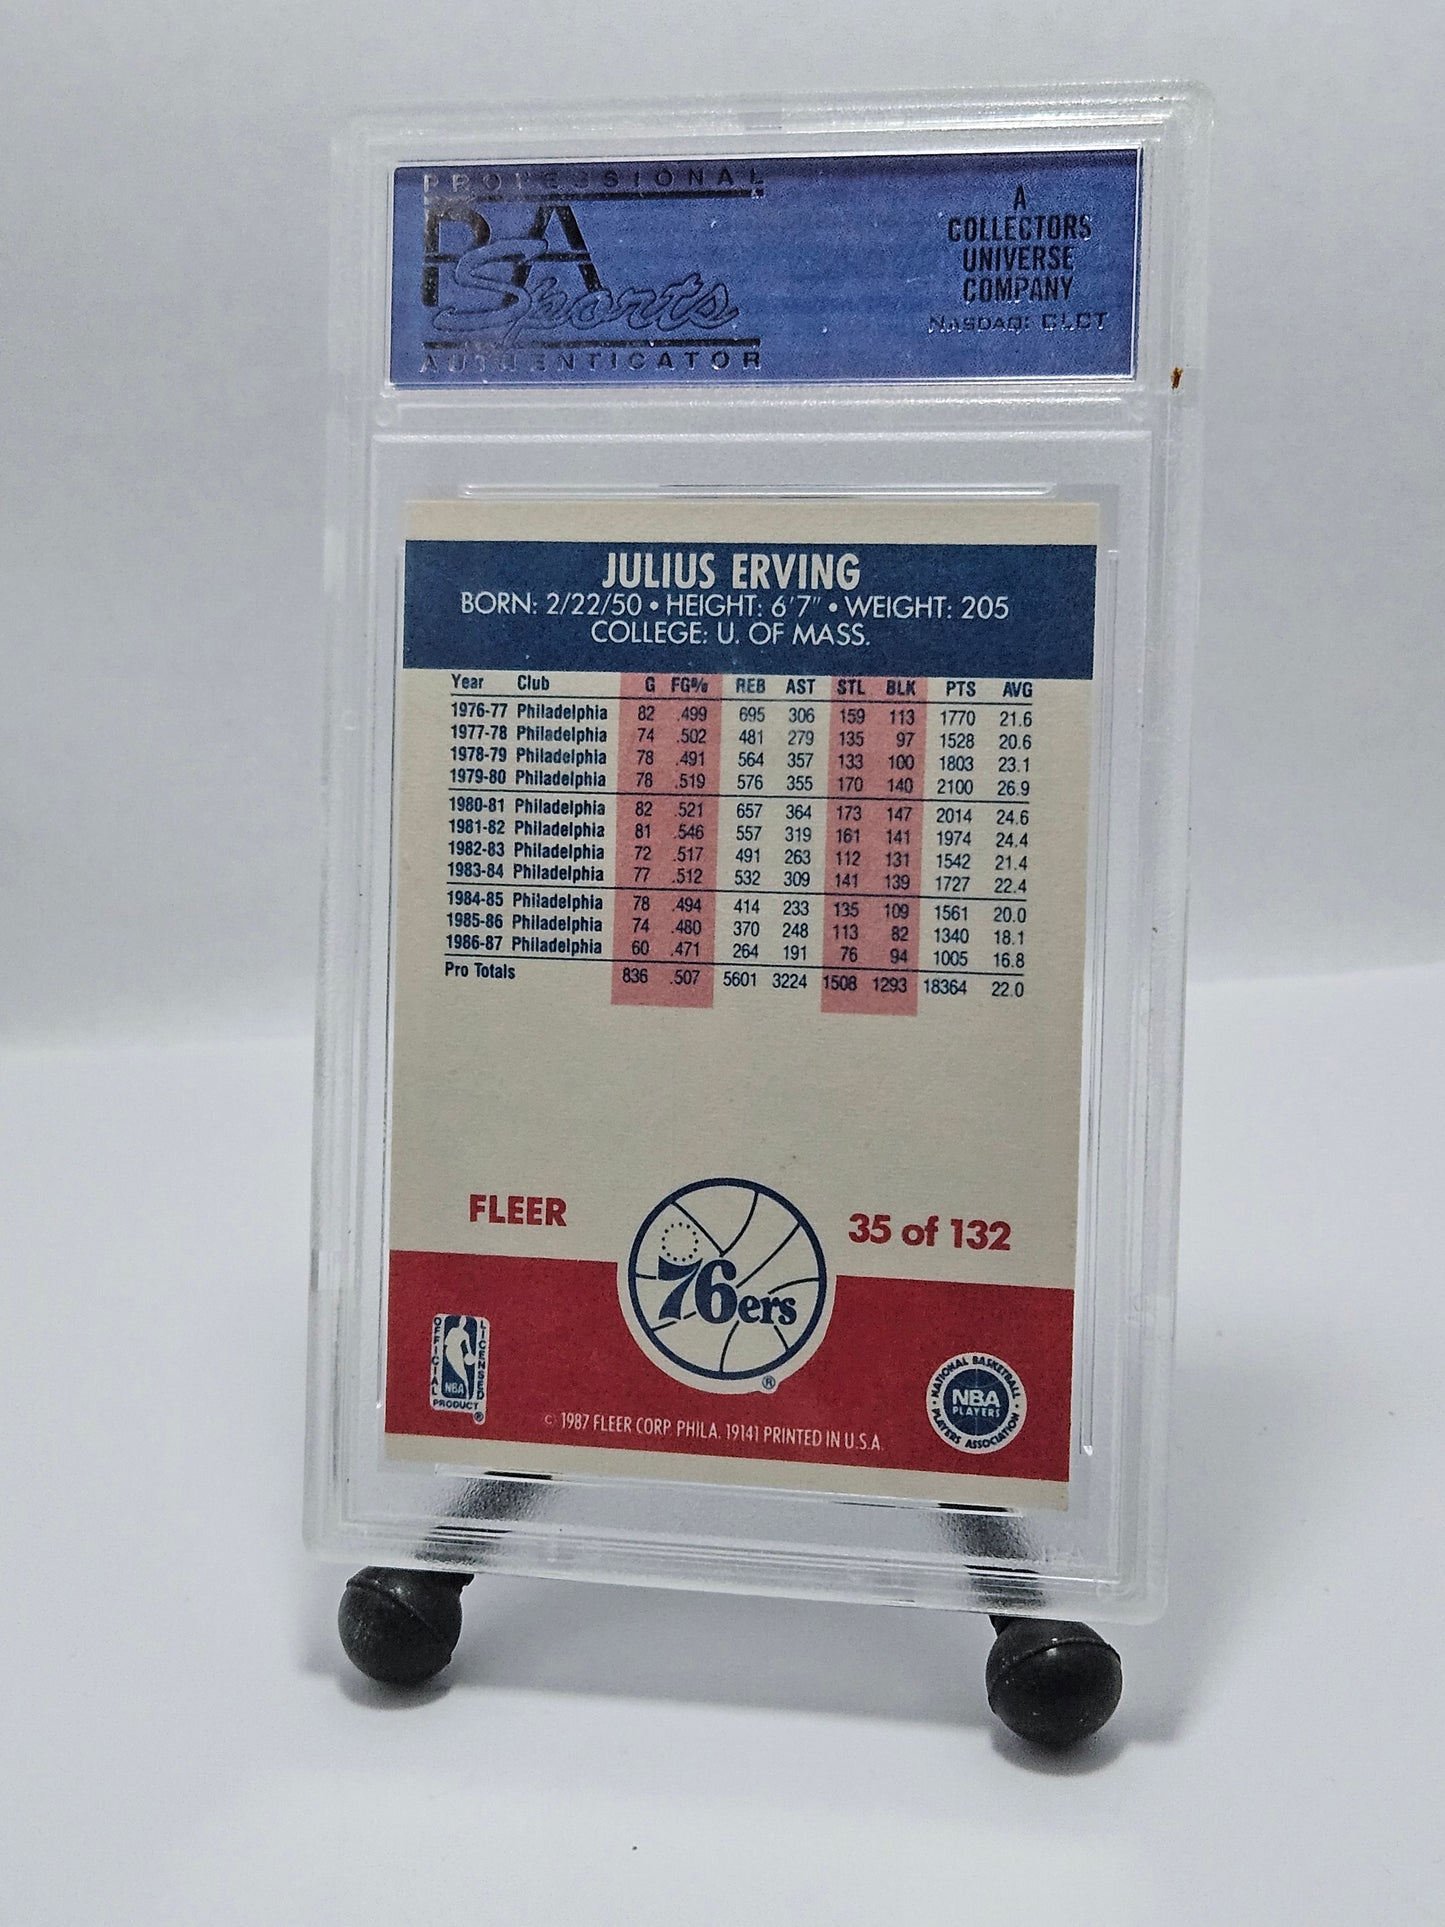 PROFESSIONAL
PSA
Sports
AUTHENTICATOR
A
COLLECTORS
UNIVERSE
COMPANY
NASDAQ: CLCT
JULIUS ERVING
BORN: 2/22/50 • HEIGHT: 6'7" • WEIGHT: 205
COLLEGE: U. OF MASS.
Year Club G FG% REB AST STL BLK PTS AVG
1976-77 Philadelphia 82 .499 695 306 159 113 1770 21.6
1977-78 Philadelphia 74 .502 481 279 135 97 1528 20.6
1978-79 Philadelphia 78 .491 564 357 133 100 1803 23.1
1979-80 Philadelphia 78 .519 576 355 170 140 2100 26.9
1980-81 Philadelphia 82 .521 657 364 173 147 2014 24.6
1981-82 Philadelphia 81 .546 557 319 161 141 1974 24.4
1982-83 Philadelphia 72 .517 491 263 112 131 1542 21.4
1983-84 Philadelphia 77 .512 532 309 141 139 1727 22.4
1984-85 Philadelphia 78 .494 414 233 135 109 1561 20.0
1985-86 Philadelphia 74 .480 370 248 113 82 1340 18.1
1986-87 Philadelphia 60 .471 264 191 76 94 1005 16.8
Pro Totals 836 .507 5601 3224 1508 1293 18364 22.0
FLEER
35 of 132
76ers
®
OFFICIAL
LICENSED
NBA
PRODUCT
®
NATIONAL BASKETBALL
NBA
PLAYERS
• PLAYERS ASSOCIATION •
© 1987 FLEER CORP. PHILA. 19141 PRINTED IN U.S.A.